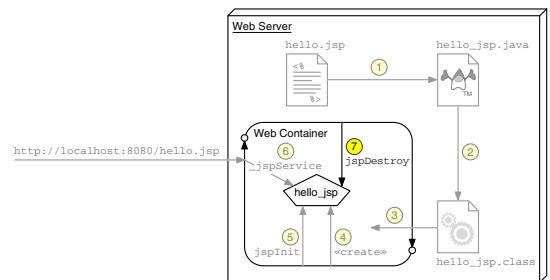 Web Server
hello.jsp
hello_jsp.java
<%
%>
1
TM
Web Container
7
http://localhost:8080/hello.jsp
6
_jspService
jspDestroy
2
hello_jsp
3
5
4
jspInit
«create»
hello_jsp.class